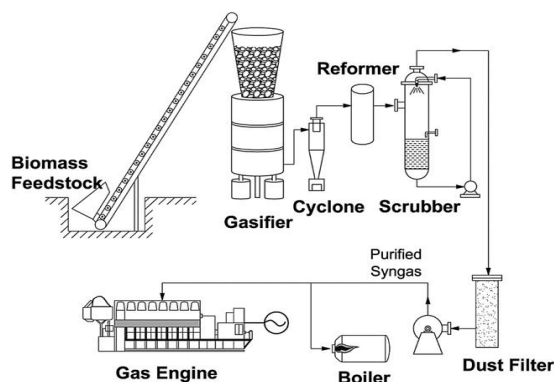 Reformer
Biomass
Feedstock
Gasifier
Cyclone
Scrubber
Purified
Syngas
Gas Engine
Boiler
Dust Filter